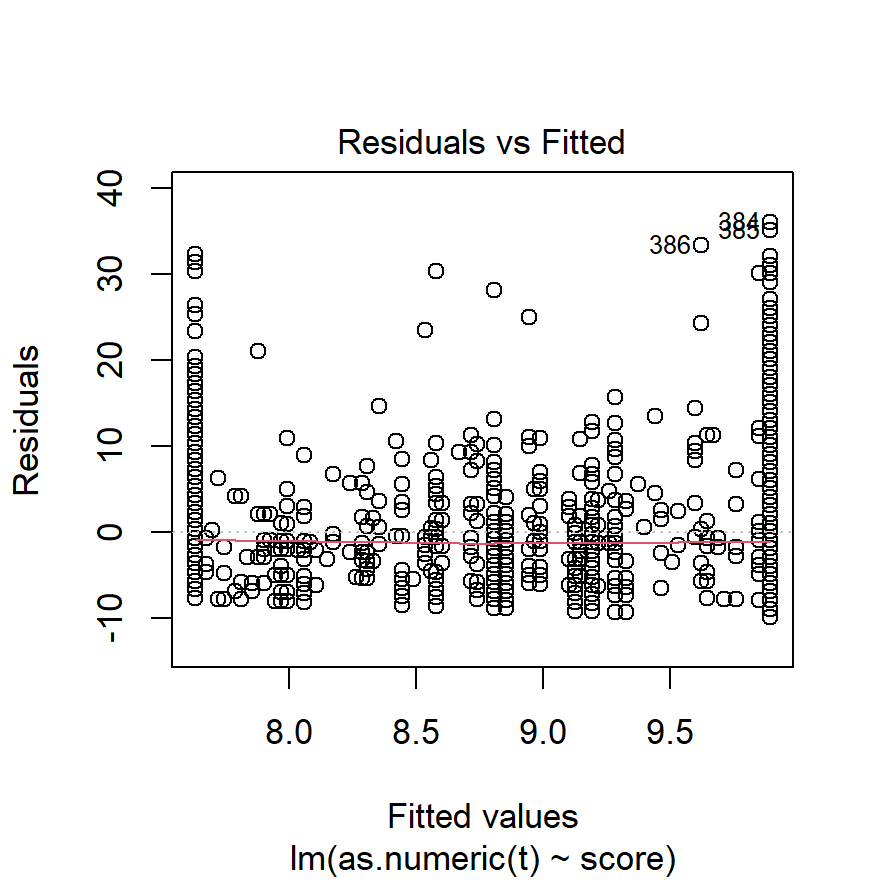 Residuals vs Fitted
Residuals
40
30
20
10
0
-10
384
385
386
8.0 8.5 9.0 9.5
Fitted values
lm(as.numeric(t) ~ score)